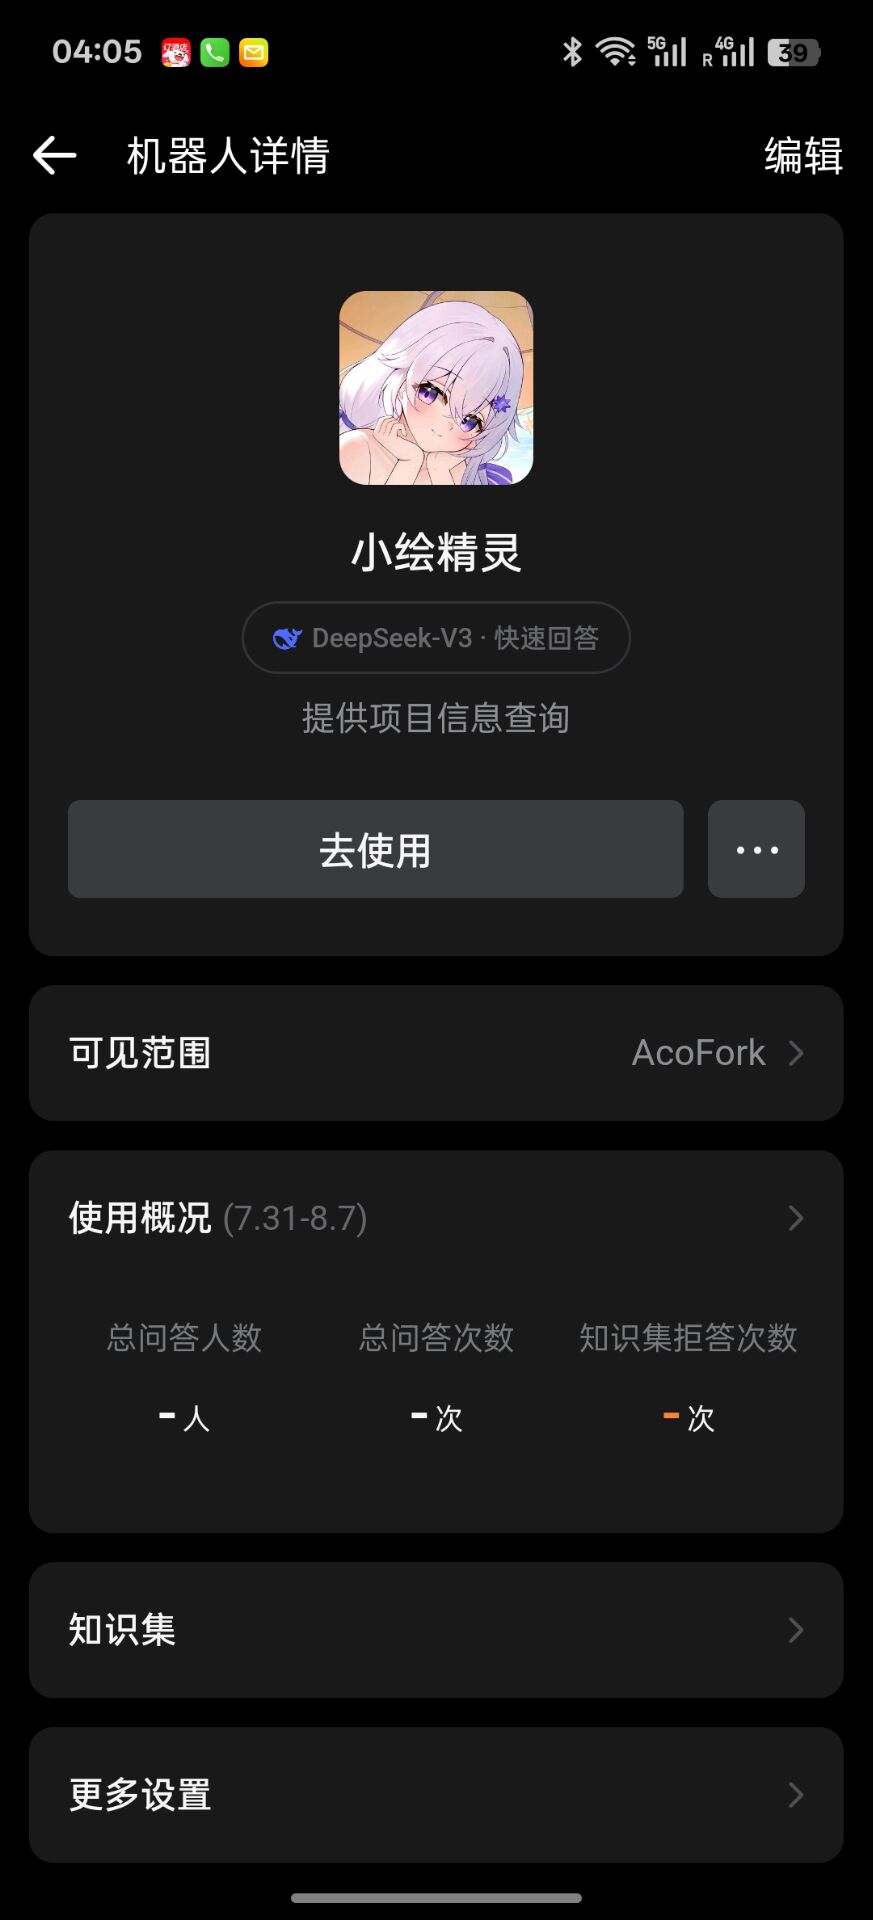 04:05
订酒店
5G
R 4G
39
机器人详情
编辑
小绘精灵
DeepSeek-V3 · 快速回答
提供项目信息查询
去使用
可见范围
AcoFork
使用概况 (7.31-8.7)
总问答人数
总问答次数
知识集拒答次数
-人
-次
-次
知识集
更多设置